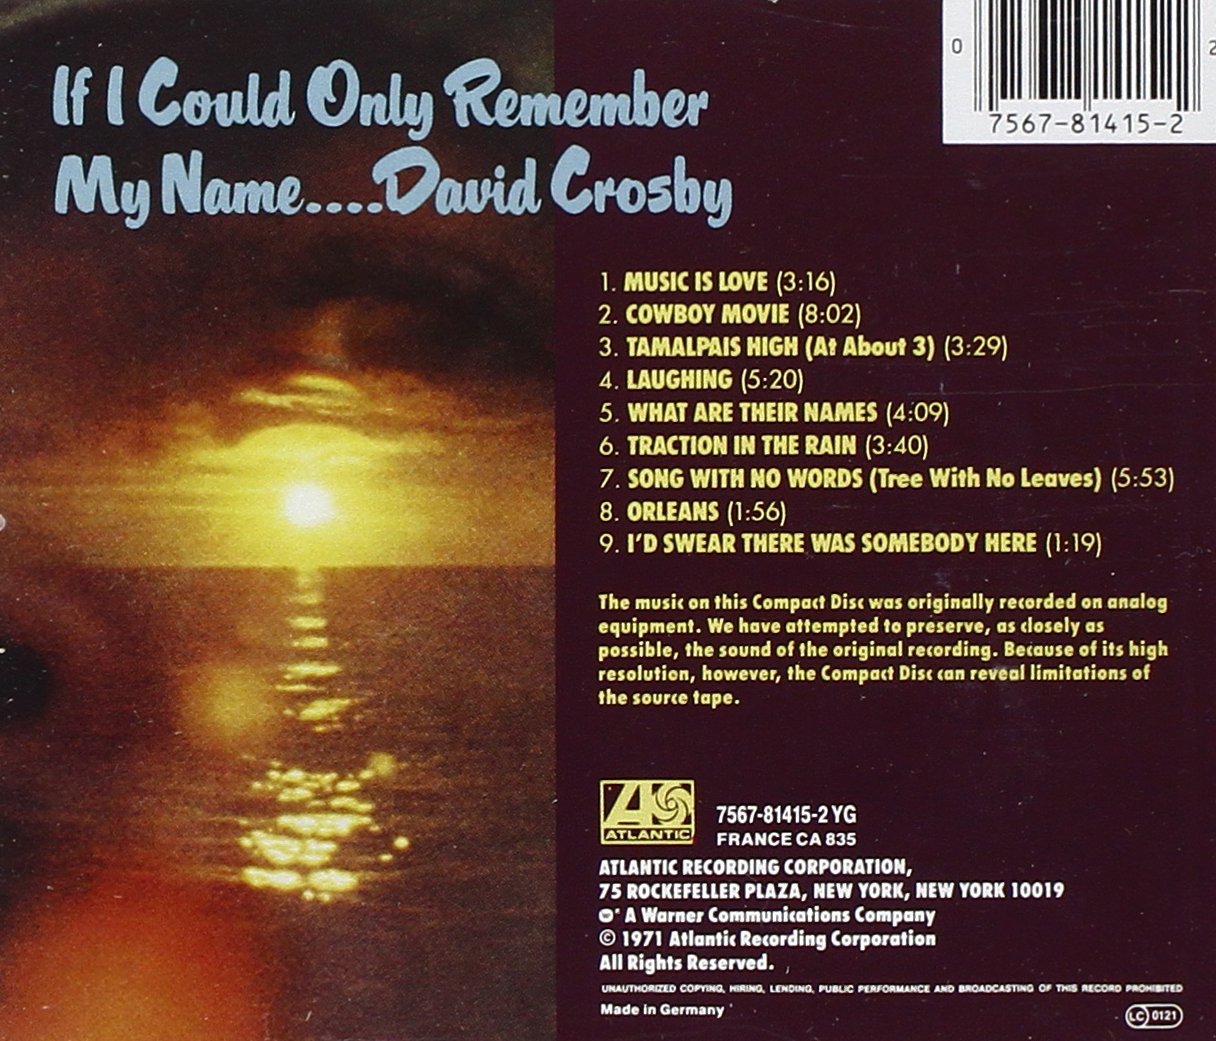 If I Could Only Remember
My Name....David Crosby
0
2
7567-81415-2
1. MUSIC IS LOVE (3:16)
2. COWBOY MOVIE (8:02)
3. TAMALPAIS HIGH (At About 3) (3:29)
4. LAUGHING (5:20)
5. WHAT ARE THEIR NAMES (4:09)
6. TRACTION IN THE RAIN (3:40)
7. SONG WITH NO WORDS (Tree With No Leaves) (5:53)
8. ORLEANS (1:56)
9. I'D SWEAR THERE WAS SOMEBODY HERE (1:19)
The music on this Compact Disc was originally recorded on analog
equipment. We have attempted to preserve, as closely as
possible, the sound of the original recording. Because of its high
resolution, however, the Compact Disc can reveal limitations of
the source tape.
ATLANTIC
7567-81415-2 YG
FRANCE CA 835
ATLANTIC RECORDING CORPORATION,
75 ROCKEFELLER PLAZA, NEW YORK, NEW YORK 10019
A Warner Communications Company
© 1971 Atlantic Recording Corporation
All Rights Reserved.
UNAUTHORIZED COPYING, HIRING, LENDING, PUBLIC PERFORMANCE AND BROADCASTING OF THIS RECORD PROHIBITED
Made in Germany
LC 0121